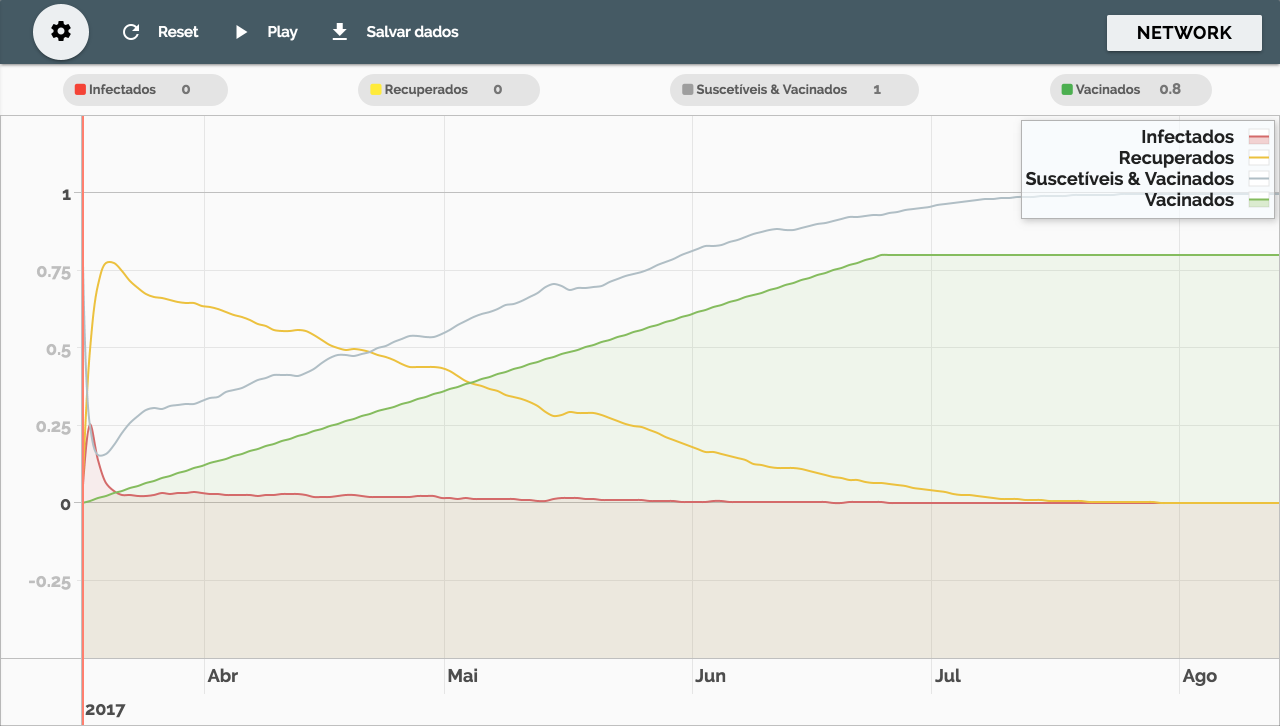 Reset Play Salvar dados NETWORK
Infectados 0 Recuperados 0 Suscetíveis & Vacinados 1 Vacinados 0.8
Infectados
Recuperados
Suscetíveis & Vacinados
Vacinados
1
0.75
0.5
0.25
0
-0.25
Abr Mai Jun Jul Ago
2017